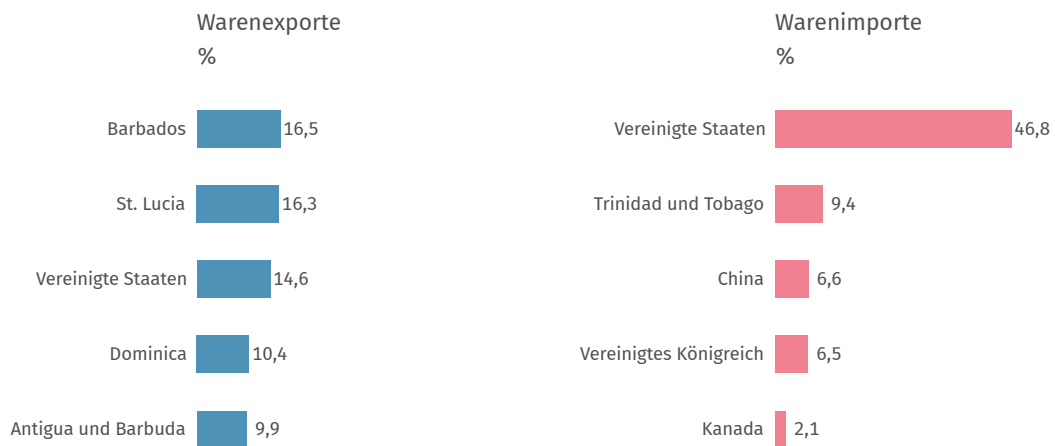 Warenexporte
%
Barbados 16,5
St. Lucia 16,3
Vereinigte Staaten 14,6
Dominica 10,4
Antigua und Barbuda 9,9
Warenimporte
%
Vereinigte Staaten 46,8
Trinidad und Tobago 9,4
China 6,6
Vereinigtes Königreich 6,5
Kanada 2,1